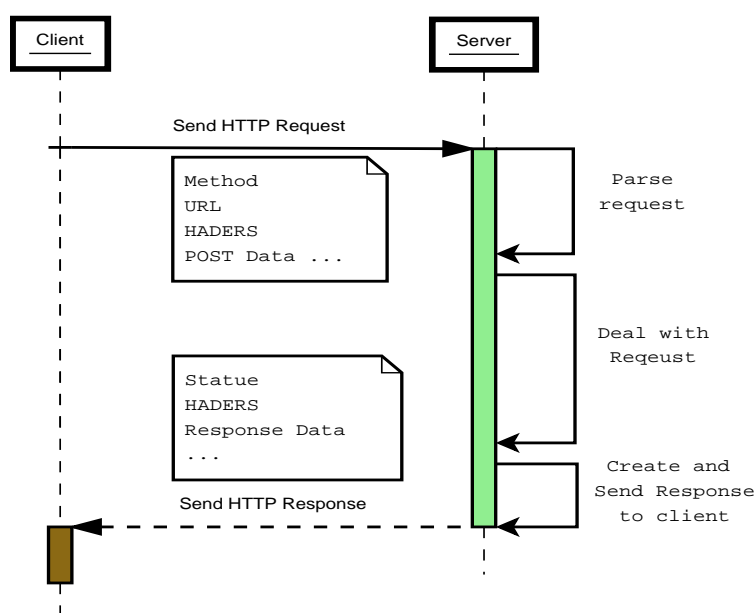 Client
Server
Send HTTP Request
Method
URL
HADERS
POST Data ...
Parse
request
Deal with
Reqeust
Statue
HADERS
Response Data
...
Create and
Send Response
to client
Send HTTP Response